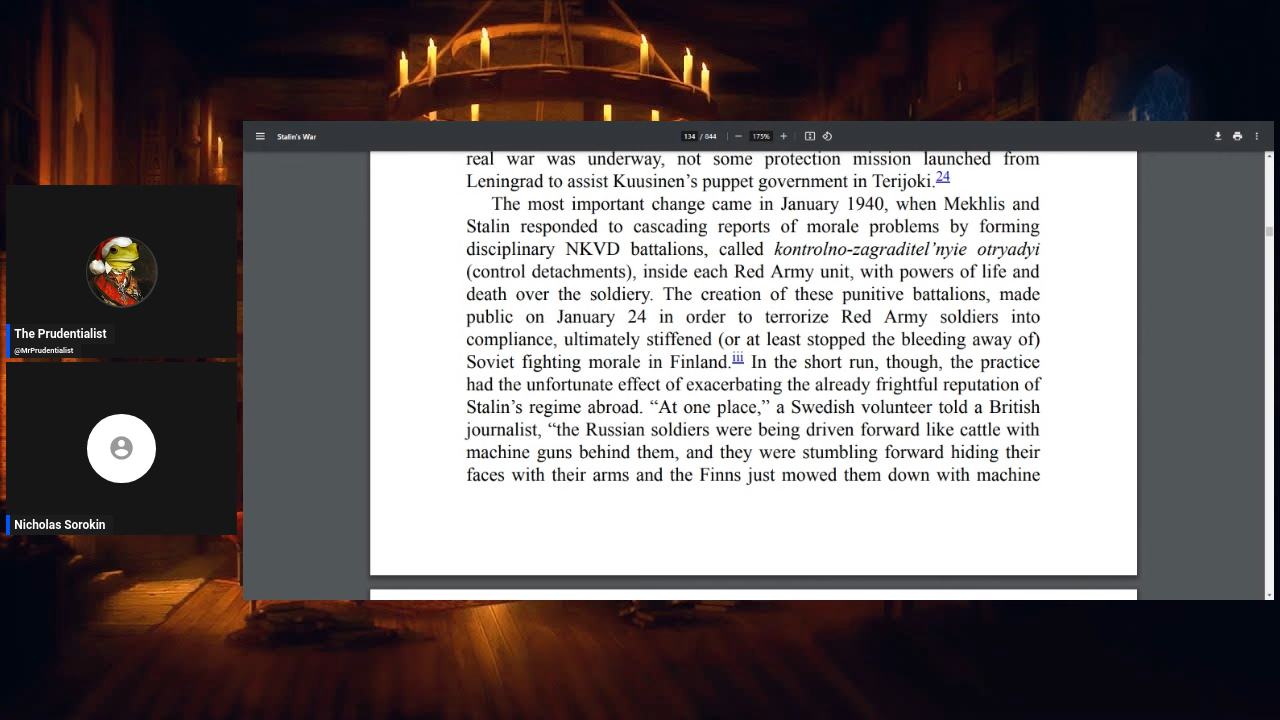 Stalin's War
134 / 844
175%
real war was underway, not some protection mission launched from
Leningrad to assist Kuusinen's puppet government in Terijoki.24
The most important change came in January 1940, when Mekhlis and
Stalin responded to cascading reports of morale problems by forming
disciplinary NKVD battalions, called kontrolno-zagraditel'nyie otryadyi
(control detachments), inside each Red Army unit, with powers of life and
death over the soldiery. The creation of these punitive battalions, made
public on January 24 in order to terrorize Red Army soldiers into
compliance, ultimately stiffened (or at least stopped the bleeding away of)
Soviet fighting morale in Finland.iii In the short run, though, the practice
had the unfortunate effect of exacerbating the already frightful reputation of
Stalin's regime abroad. “At one place,” a Swedish volunteer told a British
journalist, “the Russian soldiers were being driven forward like cattle with
machine guns behind them, and they were stumbling forward hiding their
faces with their arms and the Finns just mowed them down with machine
The Prudentialist
@MrPrudentialist
Nicholas Sorokin